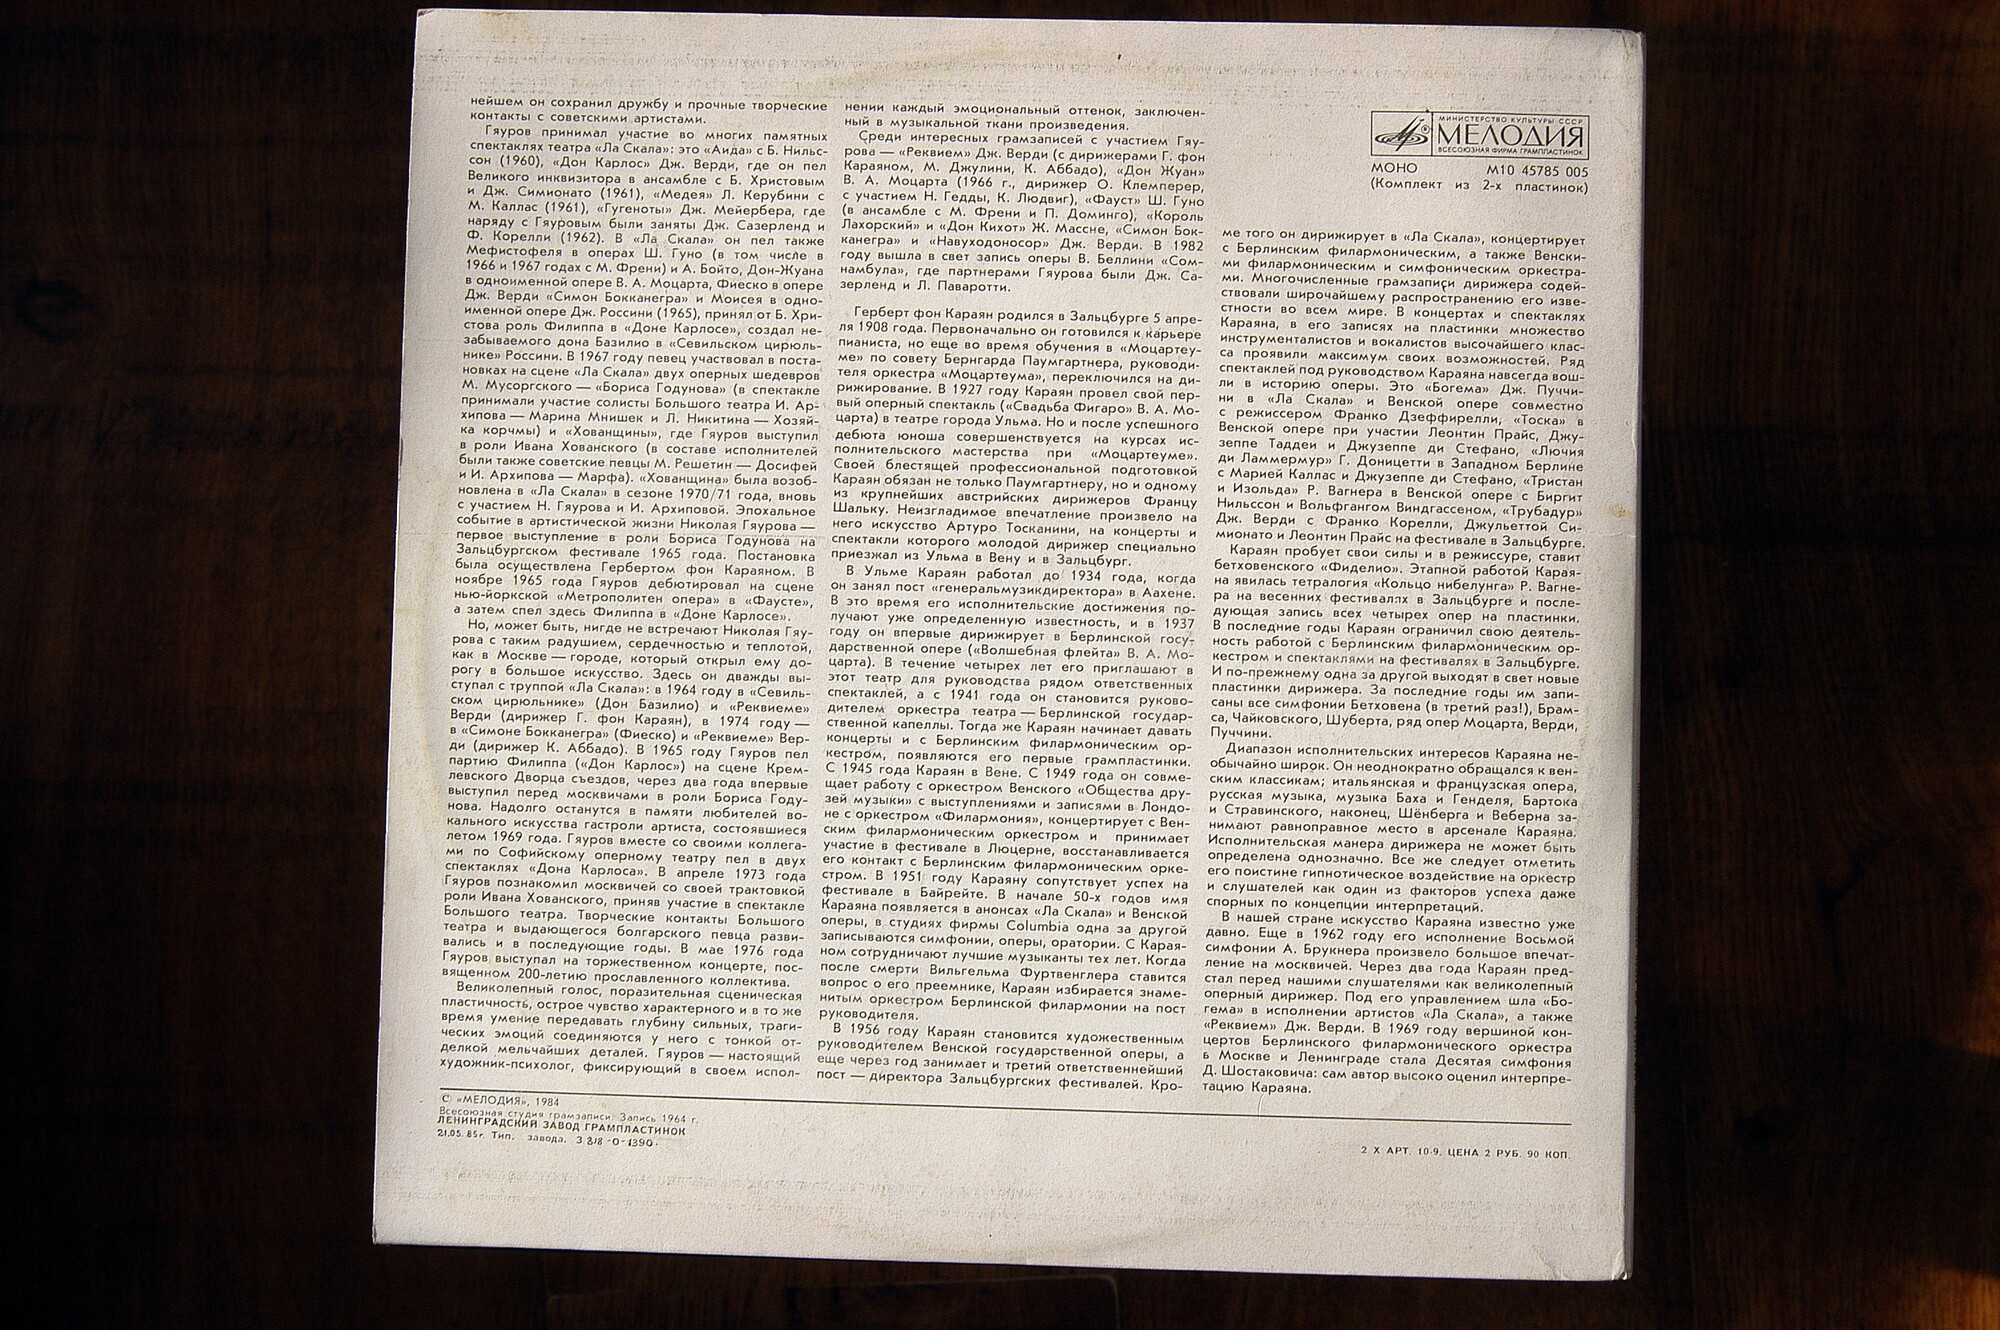 нейшем он сохранил дружбу и прочные творческие
контакты с советскими артистами.
Гяуров принимал участие во многих памятных
спектаклях театра «Ла Скала»: это «Аида» с Б. Нильс-
сон (1960), «Дон Карлос» Дж. Верди, где он пел
Великого инквизитора в ансамбле с Б. Христовым
и Дж. Симионато (1961), «Медея» Л. Керубини с
М. Каллас (1961), «Гугеноты» Дж. Мейербера, где
наряду с Гяуровым были заняты Дж. Сазерленд и
Ф. Корелли (1962). В «Ла Скала» он пел также
Мефистофеля в операх Ш. Гуно (в том числе в
1966 и 1967 годах с М. Френи) и А. Бойто, Дон-Жуана
в одноименной опере В. А. Моцарта, Фиеско в опере
Дж. Верди «Симон Бокканегра» и Моисея в одно-
именной опере Дж. Россини (1965), принял от Б. Хри-
стова роль Филиппа в «Доне Карлосе», создал не-
забываемого дона Базилио в «Севильском цирюль-
нике» Россини. В 1967 году певец участвовал в поста-
новках на сцене «Ла Скала» двух оперных шедевров
М. Мусоргского — «Бориса Годунова» (в спектакле
принимали участие солисты Большого театра И. Ар-
хипова — Марина Мнишек и Л. Никитина — Хозяй-
ка корчмы) и «Хованщины», где Гяуров выступил
в роли Ивана Хованского (в составе исполнителей
были также советские певцы М. Решетин — Досифей
и И. Архипова — Марфа). «Хованщина» была возоб-
новлена в «Ла Скала» в сезоне 1970/71 года, вновь
с участием Н. Гяурова и И. Архиповой. Эпохальное
событие в артистической жизни Николая Гяурова —
первое выступление в роли Бориса Годунова на
Зальцбургском фестивале 1965 года. Постановка
была осуществлена Гербертом фон Караяном. В
ноябре 1965 года Гяуров дебютировал на сцене
нью-йоркской «Метрополитен опера» в «Фаусте»,
а затем спел здесь Филиппа в «Доне Карлосе».
Но, может быть, нигде не встречают Николая Гяу-
рова с таким радушием, сердечностью и теплотой,
как в Москве — городе, который открыл ему до-
рогу в большое искусство. Здесь он дважды вы-
ступал с труппой «Ла Скала»: в 1964 году в «Севиль-
ском цирюльнике» (Дон Базилио) и «Реквиеме»
Верди (дирижер Г. фон Караян), в 1974 году —
в «Симоне Бокканегра» (Фиеско) и «Реквиеме» Вер-
ди (дирижер К. Аббадо). В 1965 году Гяуров пел
партию Филиппа («Дон Карлос») на сцене Крем-
левского Дворца съездов, через два года впервые
выступил перед москвичами в роли Бориса Году-
нова. Надолго останутся в памяти любителей во-
кального искусства гастроли артиста, состоявшиеся
летом 1969 года. Гяуров вместе со своими коллега-
ми по Софийскому оперному театру пел в двух
спектаклях «Дона Карлоса». В апреле 1973 года
Гяуров познакомил москвичей со своей трактовкой
роли Ивана Хованского, приняв участие в спектакле
Большого театра. Творческие контакты Большого
театра и выдающегося болгарского певца разви-
вались и в последующие годы. В мае 1976 года
Гяуров выступал на торжественном концерте, пос-
вященном 200-летию прославленного коллектива.
Великолепный голос, поразительная сценическая
пластичность, острое чувство характерного и в то же
время умение передавать глубину сильных, траги-
ческих эмоций соединяются у него с тонкой от-
делкой мельчайших деталей. Гяуров — настоящий
художник-психолог, фиксирующий в своем испол-
нении каждый эмоциональный оттенок, заключен-
ный в музыкальной ткани произведения.
Среди интересных грамзаписей с участием Гяу-
рова — «Реквием» Дж. Верди (с дирижерами Г. фон
Караяном, М. Джулини, К. Аббадо), «Дон Жуан»
В. А. Моцарта (1966 г., дирижер О. Клемперер,
с участием Н. Гедды, К. Людвиг), «Фауст» Ш. Гуно
(в ансамбле с М. Френи и П. Доминго), «Король
Лахорский» и «Дон Кихот» Ж. Массне, «Симон Бок-
канегра» и «Навуходоносор» Дж. Верди. В 1982
году вышла в свет запись оперы В. Беллини «Сом-
намбула», где партнерами Гяурова были Дж. Са-
зерленд и Л. Паваротти.
Герберт фон Караян родился в Зальцбурге 5 апре-
ля 1908 года. Первоначально он готовился к карьере
пианиста, но еще во время обучения в «Моцартеу-
ме» по совету Бернгарда Паумгартнера, руководи-
теля оркестра «Моцартеума», переключился на ди-
рижирование. В 1927 году Караян провел свой пер-
вый оперный спектакль («Свадьба Фигаро» В. А. Мо-
царта) в театре города Ульма. Но и после успешного
дебюта юноша совершенствуется на курсах ис-
полнительского мастерства при «Моцартеуме».
Своей блестящей профессиональной подготовкой
Караян обязан не только Паумгартнеру, но и одному
из крупнейших австрийских дирижеров Францу
Шальку. Неизгладимое впечатление произвело на
него искусство Артуро Тосканини, на концерты и
спектакли которого молодой дирижер специально
приезжал из Ульма в Вену и в Зальцбург.
В Ульме Караян работал до 1934 года, когда
он занял пост «генеральмузикдиректора» в Аахене.
В это время его исполнительские достижения по-
лучают уже определенную известность, и в 1937
году он впервые дирижирует в Берлинской госу-
дарственной опере («Волшебная флейта» В. А. Мо-
царта). В течение четырех лет его приглашают в
этот театр для руководства рядом ответственных
спектаклей, а с 1941 года он становится руково-
дителем оркестра театра — Берлинской государ-
ственной капеллы. Тогда же Караян начинает давать
концерты и с Берлинским филармоническим ор-
кестром, появляются его первые грампластинки.
С 1945 года Караян в Вене. С 1949 года он совме-
щает работу с оркестром Венского «Общества дру-
зей музыки» с выступлениями и записями в Лондо-
не с оркестром «Филармония», концертирует с Вен-
ским филармоническим оркестром и принимает
участие в фестивале в Люцерне, восстанавливается
его контакт с Берлинским филармоническим орке-
стром. В 1951 году Караяну сопутствует успех на
фестивале в Байрейте. В начале 50-х годов имя
Караяна появляется в анонсах «Ла Скала» и Венской
оперы, в студиях фирмы Columbia одна за другой
записываются симфонии, оперы, оратории. С Карая-
ном сотрудничают лучшие музыканты тех лет. Когда
после смерти Вильгельма Фуртвенглера ставится
вопрос о его преемнике, Караян избирается знаме-
нитым оркестром Берлинской филармонии на пост
руководителя.
В 1956 году Караян становится художественным
руководителем Венской государственной оперы, а
еще через год занимает и третий ответственнейший
пост — директора Зальцбургских фестивалей. Кро-
МИНИСТЕРСТВО КУЛЬТУРЫ СССР
МЕЛОДИЯ
ВСЕСОЮЗНАЯ ФИРМА ГРАМПЛАСТИНОК
МОНО М10 45785 005
(Комплект из 2-х пластинок)
ме того он дирижирует в «Ла Скала», концертирует
с Берлинским филармоническим, а также Венски-
ми филармоническим и симфоническим оркестра-
ми. Многочисленные грамзаписи дирижера содей-
ствовали широчайшему распространению его изве-
стности во всем мире. В концертах и спектаклях
Караяна, в его записях на пластинки множество
инструменталистов и вокалистов высочайшего клас-
са проявили максимум своих возможностей. Ряд
спектаклей под руководством Караяна навсегда вош-
ли в историю оперы. Это «Богема» Дж. Пуччи-
ни в «Ла Скала» и Венской опере совместно
с режиссером Франко Дзеффирелли, «Тоска» в
Венской опере при участии Леонтин Прайс, Джу-
зеппе Таддеи и Джузеппе ди Стефано, «Лючия
ди Ламмермур» Г. Доницетти в Западном Берлине
с Марией Каллас и Джузеппе ди Стефано, «Тристан
и Изольда» Р. Вагнера в Венской опере с Биргит
Нильссон и Вольфгангом Виндгассеном, «Трубадур»
Дж. Верди с Франко Корелли, Джульеттой Си-
мионато и Леонтин Прайс на фестивале в Зальцбурге.
Караян пробует свои силы и в режиссуре, ставит
бетховенского «Фиделио». Этапной работой Карая-
на явилась тетралогия «Кольцо нибелунга» Р. Вагне-
ра на весенних фестивалях в Зальцбурге и после-
дующая запись всех четырех опер на пластинки.
В последние годы Караян ограничил свою деятель-
ность работой с Берлинским филармоническим ор-
кестром и спектаклями на фестивалях в Зальцбурге.
И по-прежнему одна за другой выходят в свет новые
пластинки дирижера. За последние годы им запи-
саны все симфонии Бетховена (в третий раз!), Брам-
са, Чайковского, Шуберта, ряд опер Моцарта, Верди,
Пуччини.
Диапазон исполнительских интересов Караяна не-
обычайно широк. Он неоднократно обращался к вен-
ским классикам; итальянская и французская опера,
русская музыка, музыка Баха и Генделя, Бартока
и Стравинского, наконец, Шёнберга и Веберна за-
нимают равноправное место в арсенале Караяна.
Исполнительская манера дирижера не может быть
определена однозначно. Все же следует отметить
его поистине гипнотическое воздействие на оркестр
и слушателей как один из факторов успеха даже
спорных по концепции интерпретаций.
В нашей стране искусство Караяна известно уже
давно. Еще в 1962 году его исполнение Восьмой
симфонии А. Брукнера произвело большое впечат-
ление на москвичей. Через два года Караян пред-
стал перед нашими слушателями как великолепный
оперный дирижер. Под его управлением шла «Бо-
гема» в исполнении артистов «Ла Скала», а также
«Реквием» Дж. Верди. В 1969 году вершиной кон-
цертов Берлинского филармонического оркестра
в Москве и Ленинграде стала Десятая симфония
Д. Шостаковича: сам автор высоко оценил интерпре-
тацию Караяна.
© «МЕЛОДИЯ», 1984
Всесоюзная студия грамзаписи. Запись 1964 г.
ЛЕНИНГРАДСКИЙ ЗАВОД ГРАМПЛАСТИНОК
21.05.85г. Тип. завода. З 318-0-1390.
2 Х АРТ. 10-9. ЦЕНА 2 РУБ. 90 КОП.